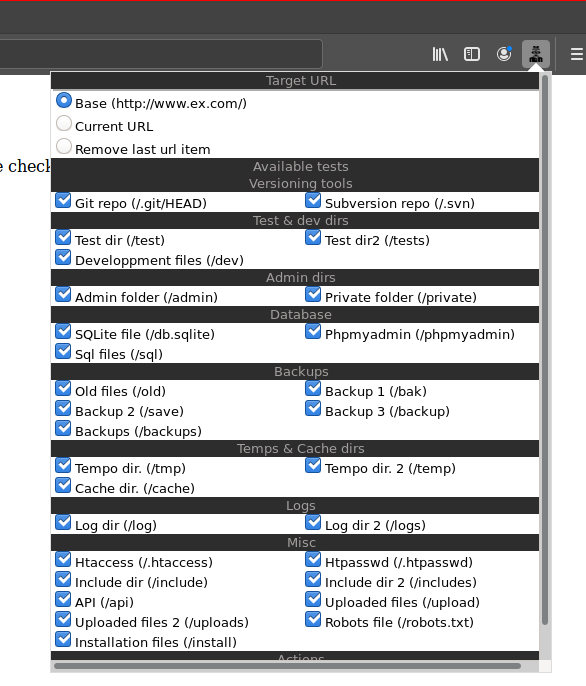 Target URL
Base (http://www.ex.com/)
Current URL
Remove last url item
e check
Available tests
Versioning tools
Git repo (/.git/HEAD) Subversion repo (/.svn)
Test & dev dirs
Test dir (/test) Test dir2 (/tests)
Developpment files (/dev)
Admin dirs
Admin folder (/admin) Private folder (/private)
Database
SQLite file (/db.sqlite) Phpmyadmin (/phpmyadmin)
Sql files (/sql)
Backups
Old files (/old) Backup 1 (/bak)
Backup 2 (/save) Backup 3 (/backup)
Backups (/backups)
Temps & Cache dirs
Tempo dir. (/tmp) Tempo dir. 2 (/temp)
Cache dir. (/cache)
Logs
Log dir (/log) Log dir 2 (/logs)
Misc
Htaccess (/.htaccess) Htpasswd (/.htpasswd)
Include dir (/include) Include dir 2 (/includes)
API (/api) Uploaded files (/upload)
Uploaded files 2 (/uploads) Robots file (/robots.txt)
Installation files (/install)
Actions